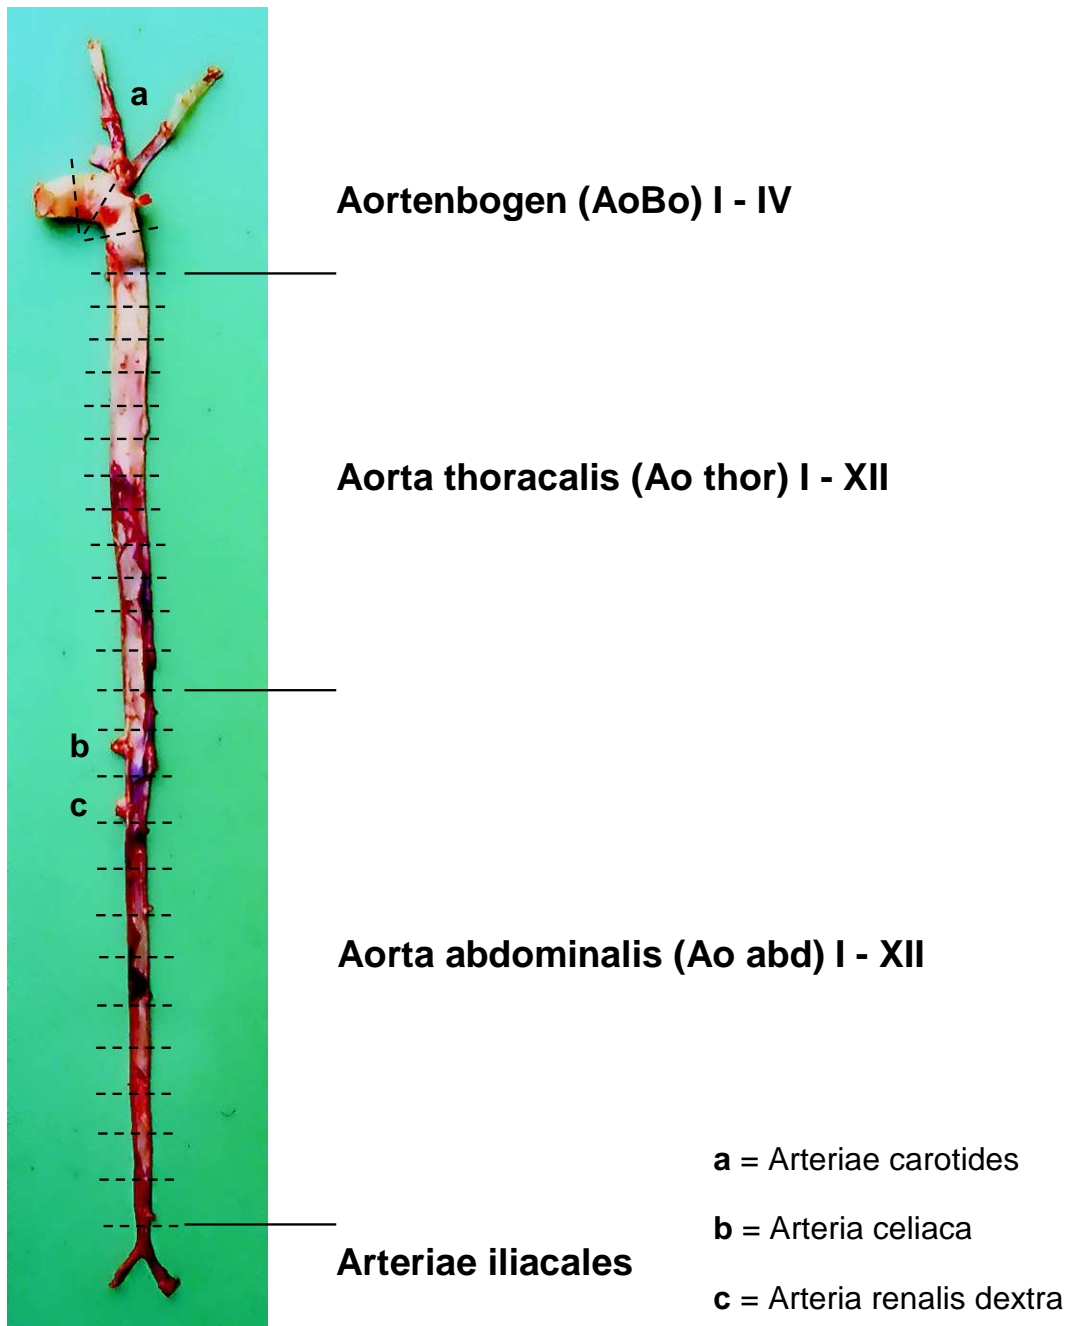 a
Aortenbogen (AoBo) I - IV
Aorta thoracalis (Ao thor) I - XII
b
c
Aorta abdominalis (Ao abd) I - XII
a = Arteriae carotides
b = Arteria celiaca
Arteriae iliacales
c = Arteria renalis dextra